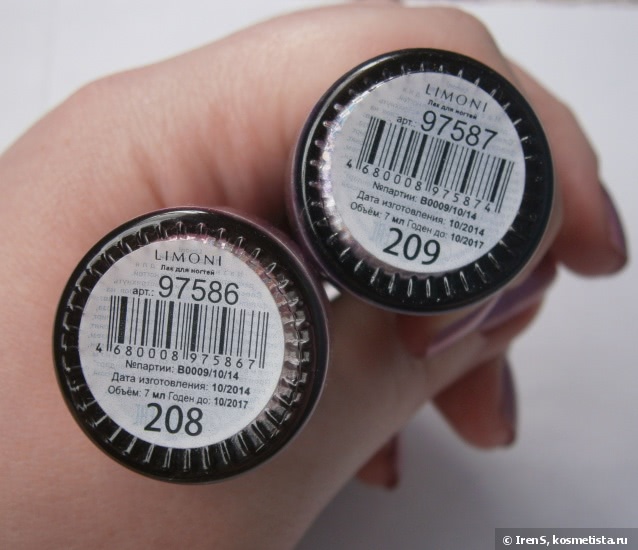 LIMONI
Лак для ногтей
арт.: 97586
4 680008 975867
№партии: B0009/10/14
Дата изготовления: 10/2014
Объём: 7 мл Годен до: 10/2017
208
LIMONI
Лак для ногтей
арт. 97587
4 680008 975874
№партии: B0009/10/14
Дата изготовления: 10/2014
Объём: 7 мл Годен до: 10/2017
209
© IrenS, kosmetista.ru